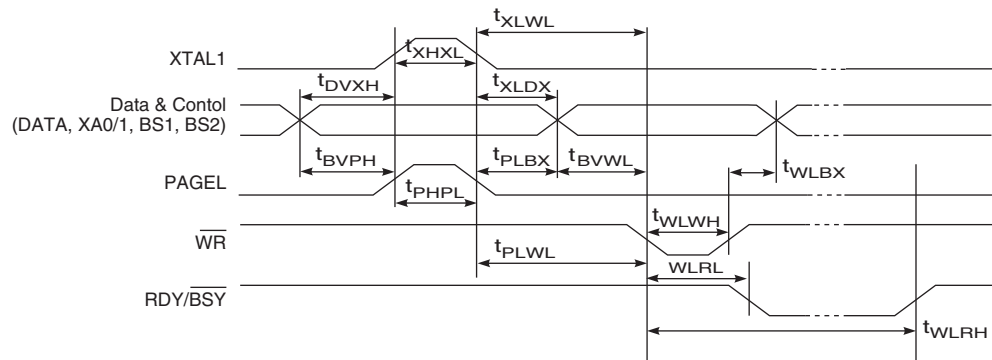 tXLWL
XTAL1
tXHXL
tDVXH
tXLDX
Data & Contol
(DATA, XA0/1, BS1, BS2)
tBVPH
tPLBX
tBVWL
tWLBX
PAGEL
tPHPL
tWLWH
WR
tPLWL
WLRL
RDY/BSY
tWLRH